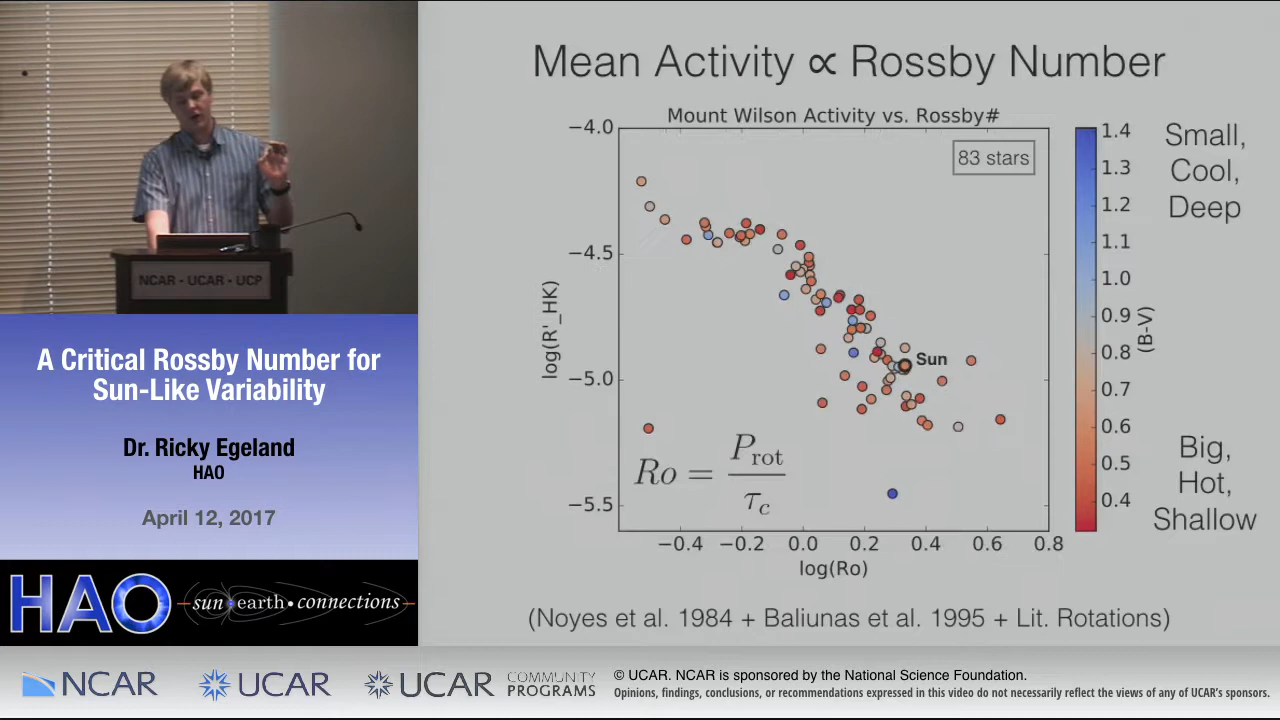 NCAR • UCAR • UCP
A Critical Rossby Number for
Sun-Like Variability
Dr. Ricky Egeland
HAO
April 12, 2017
HAO
sun earth • connections
Mean Activity ∝ Rossby Number
Mount Wilson Activity vs. Rossby#
83 stars
−4.0
−4.5
−5.0
−5.5
log(R'_HK)
Sun
Ro = P_rot / τ_c
−0.4 −0.2 0.0 0.2 0.4 0.6 0.8
log(Ro)
1.4
1.3
1.2
1.1
1.0
0.9
0.8
0.7
0.6
0.5
0.4
(B-V)
Small,
Cool,
Deep
Big,
Hot,
Shallow
(Noyes et al. 1984 + Baliunas et al. 1995 + Lit. Rotations)
NCAR
UCAR
UCAR
COMMUNITY
PROGRAMS
© UCAR. NCAR is sponsored by the National Science Foundation.
Opinions, findings, conclusions, or recommendations expressed in this video do not necessarily reflect the views of any of UCAR's sponsors.